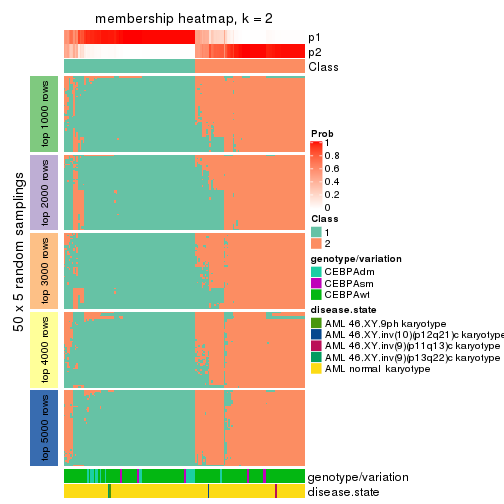 membership heatmap, k = 2
p1
p2
Class
50 x 5 random samplings
top 1000 rows
top 2000 rows
top 3000 rows
top 4000 rows
top 5000 rows
Prob
1
0.8
0.6
0.4
0.2
0
Class
1
2
genotype/variation
CEBPAdm
CEBPAsm
CEBPAwt
disease.state
AML 46.XY.9ph karyotype
AML 46.XY.inv(10)(p12q21)c karyotype
AML 46.XY.inv(9)(p11q13)c karyotype
AML 46.XY.inv(9)(p13q22)c karyotype
AML normal karyotype
genotype/variation
disease.state